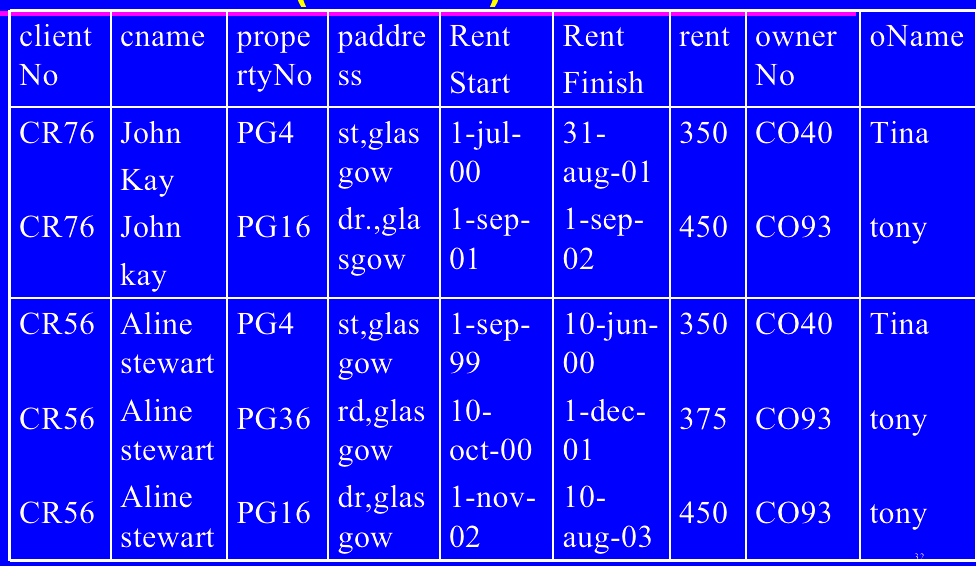 client No | cname | propertyNo | paddress | Rent Start | Rent Finish | rent | owner No | oName
CR76 | John Kay | PG4 | st,glasgow | 1-jul-00 | 31-aug-01 | 350 | CO40 | Tina
CR76 | John kay | PG16 | dr.,glasgow | 1-sep-01 | 1-sep-02 | 450 | CO93 | tony
CR56 | Aline stewart | PG4 | st,glasgow | 1-sep-99 | 10-jun-00 | 350 | CO40 | Tina
CR56 | Aline stewart | PG36 | rd,glasgow | 10-oct-00 | 1-dec-01 | 375 | CO93 | tony
CR56 | Aline stewart | PG16 | dr,glasgow | 1-nov-02 | 10-aug-03 | 450 | CO93 | tony
32